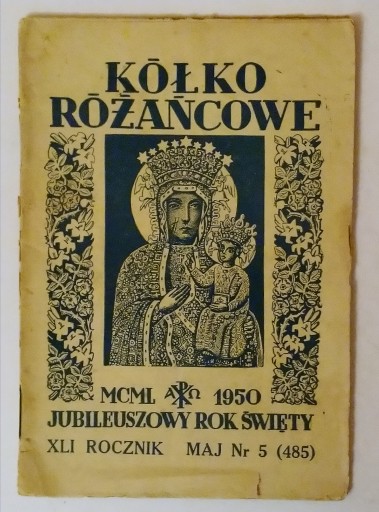 KÓŁKO
RÓŻAŃCOWE
MCML A☧Ω 1950
JUBILEUSZOWY ROK ŚWIĘTY
XLI ROCZNIK MAJ Nr 5 (485)